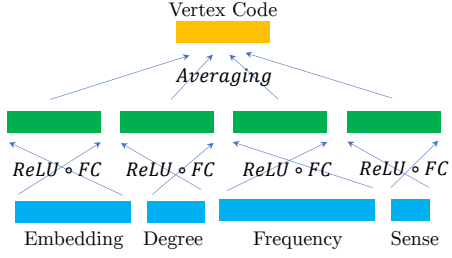 Vertex Code
Averaging
ReLU ∘ FC ReLU ∘ FC ReLU ∘ FC ReLU ∘ FC
Embedding Degree Frequency Sense